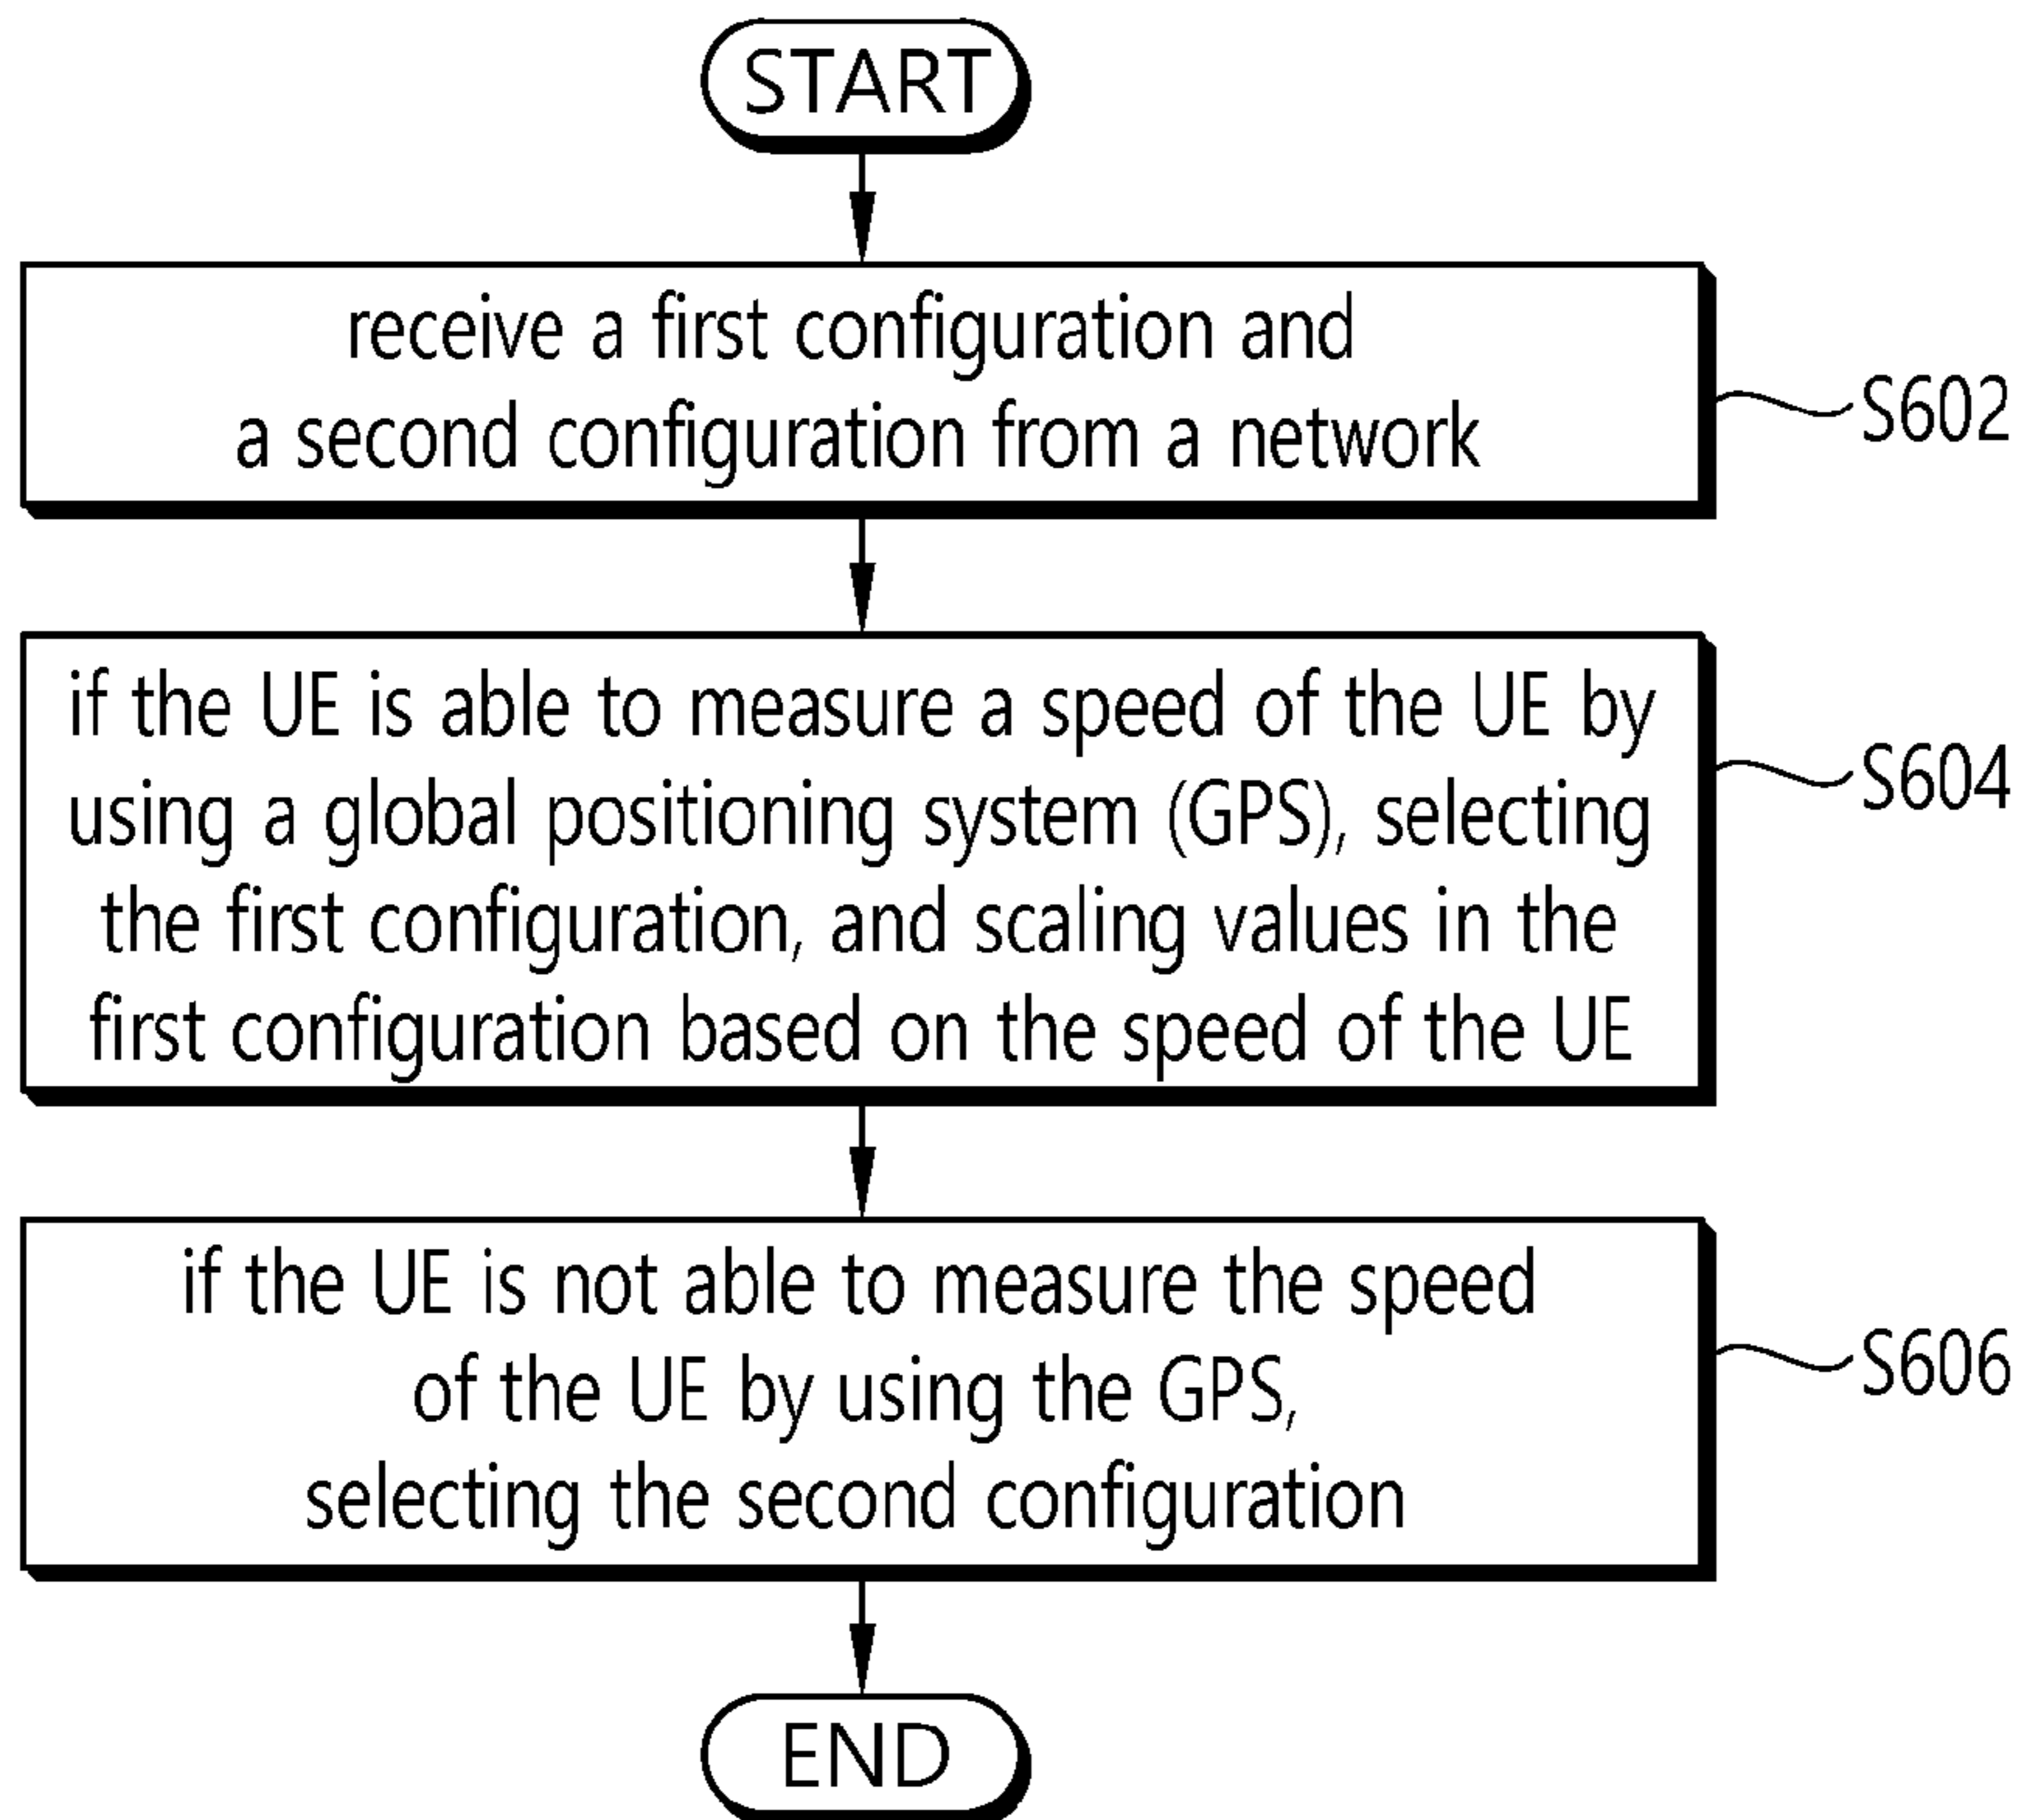 START
receive a first configuration and
a second configuration from a network
S602
if the UE is able to measure a speed of the UE by
using a global positioning system (GPS), selecting
the first configuration, and scaling values in the
first configuration based on the speed of the UE
S604
if the UE is not able to measure the speed
of the UE by using the GPS,
selecting the second configuration
S606
END